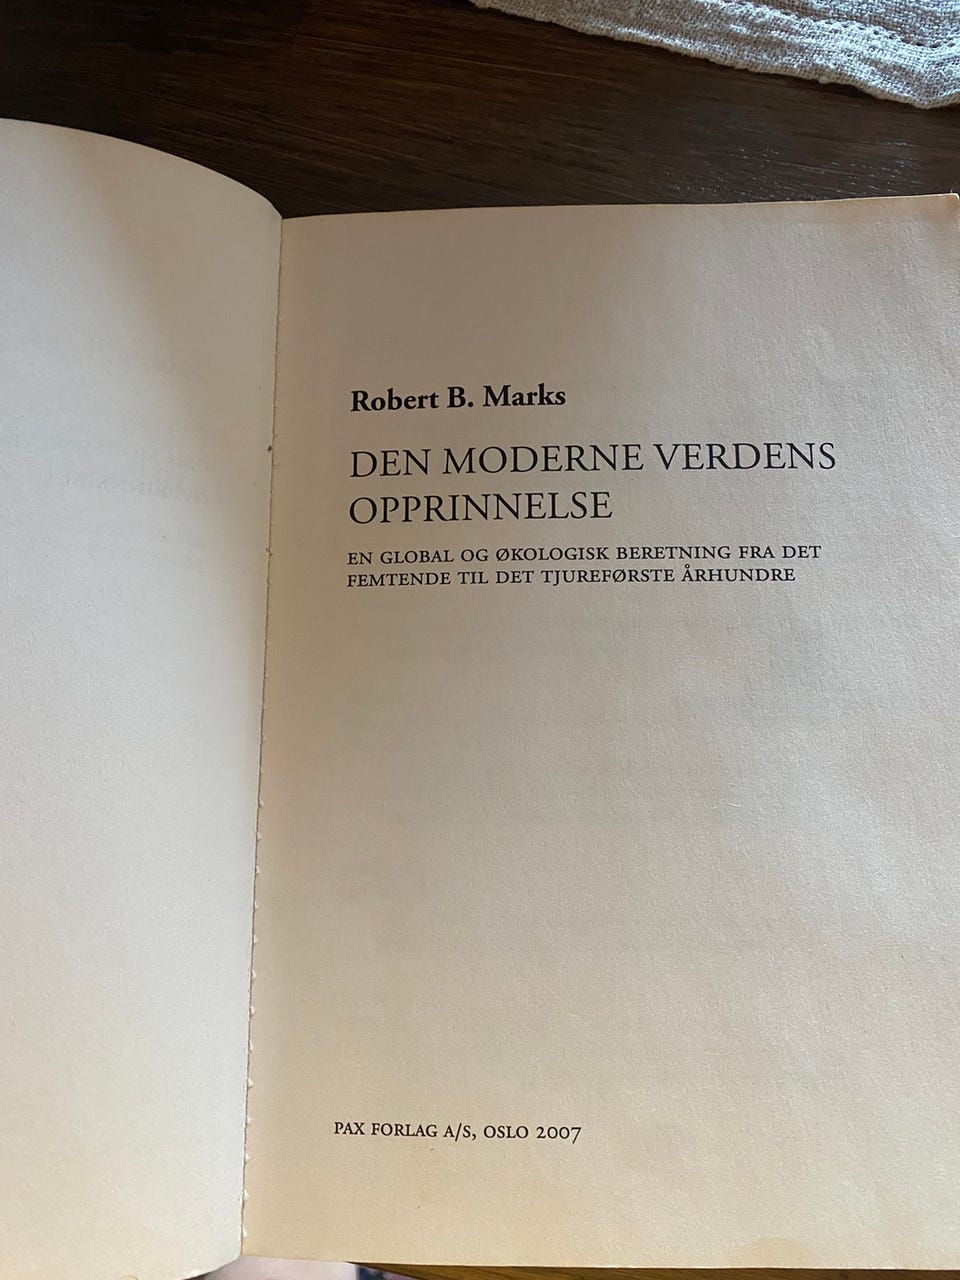 Robert B. Marks
DEN MODERNE VERDENS
OPPRINNELSE
EN GLOBAL OG ØKOLOGISK BERETNING FRA DET
FEMTENDE TIL DET TJUREFØRSTE ÅRHUNDRE
PAX FORLAG A/S, OSLO 2007